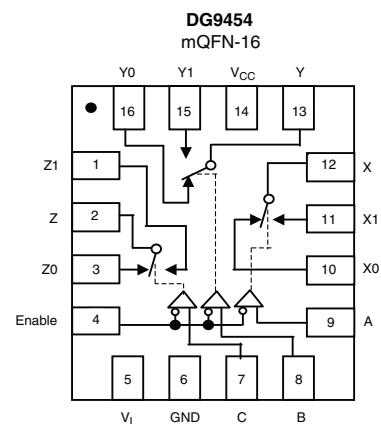 DG9454
mQFN-16
Y0 Y1 VCC Y
16 15 14 13
Z1 1 12 X
Z 2 11 X1
Z0 3 10 X0
Enable 4 9 A
5 6 7 8
VL GND C B